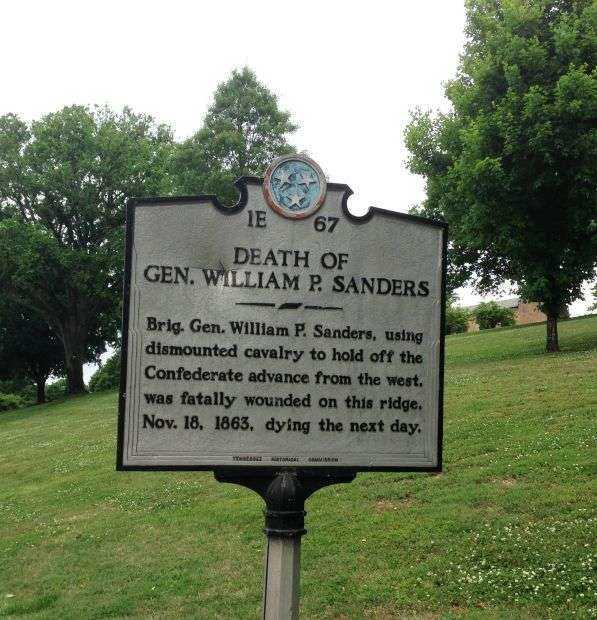 1E 67
DEATH OF
GEN. WILLIAM P. SANDERS
Brig. Gen. William P. Sanders, using
dismounted cavalry to hold off the
Confederate advance from the west,
was fatally wounded on this ridge,
Nov. 18, 1863, dying the next day.
TENNESSEE HISTORICAL COMMISSION